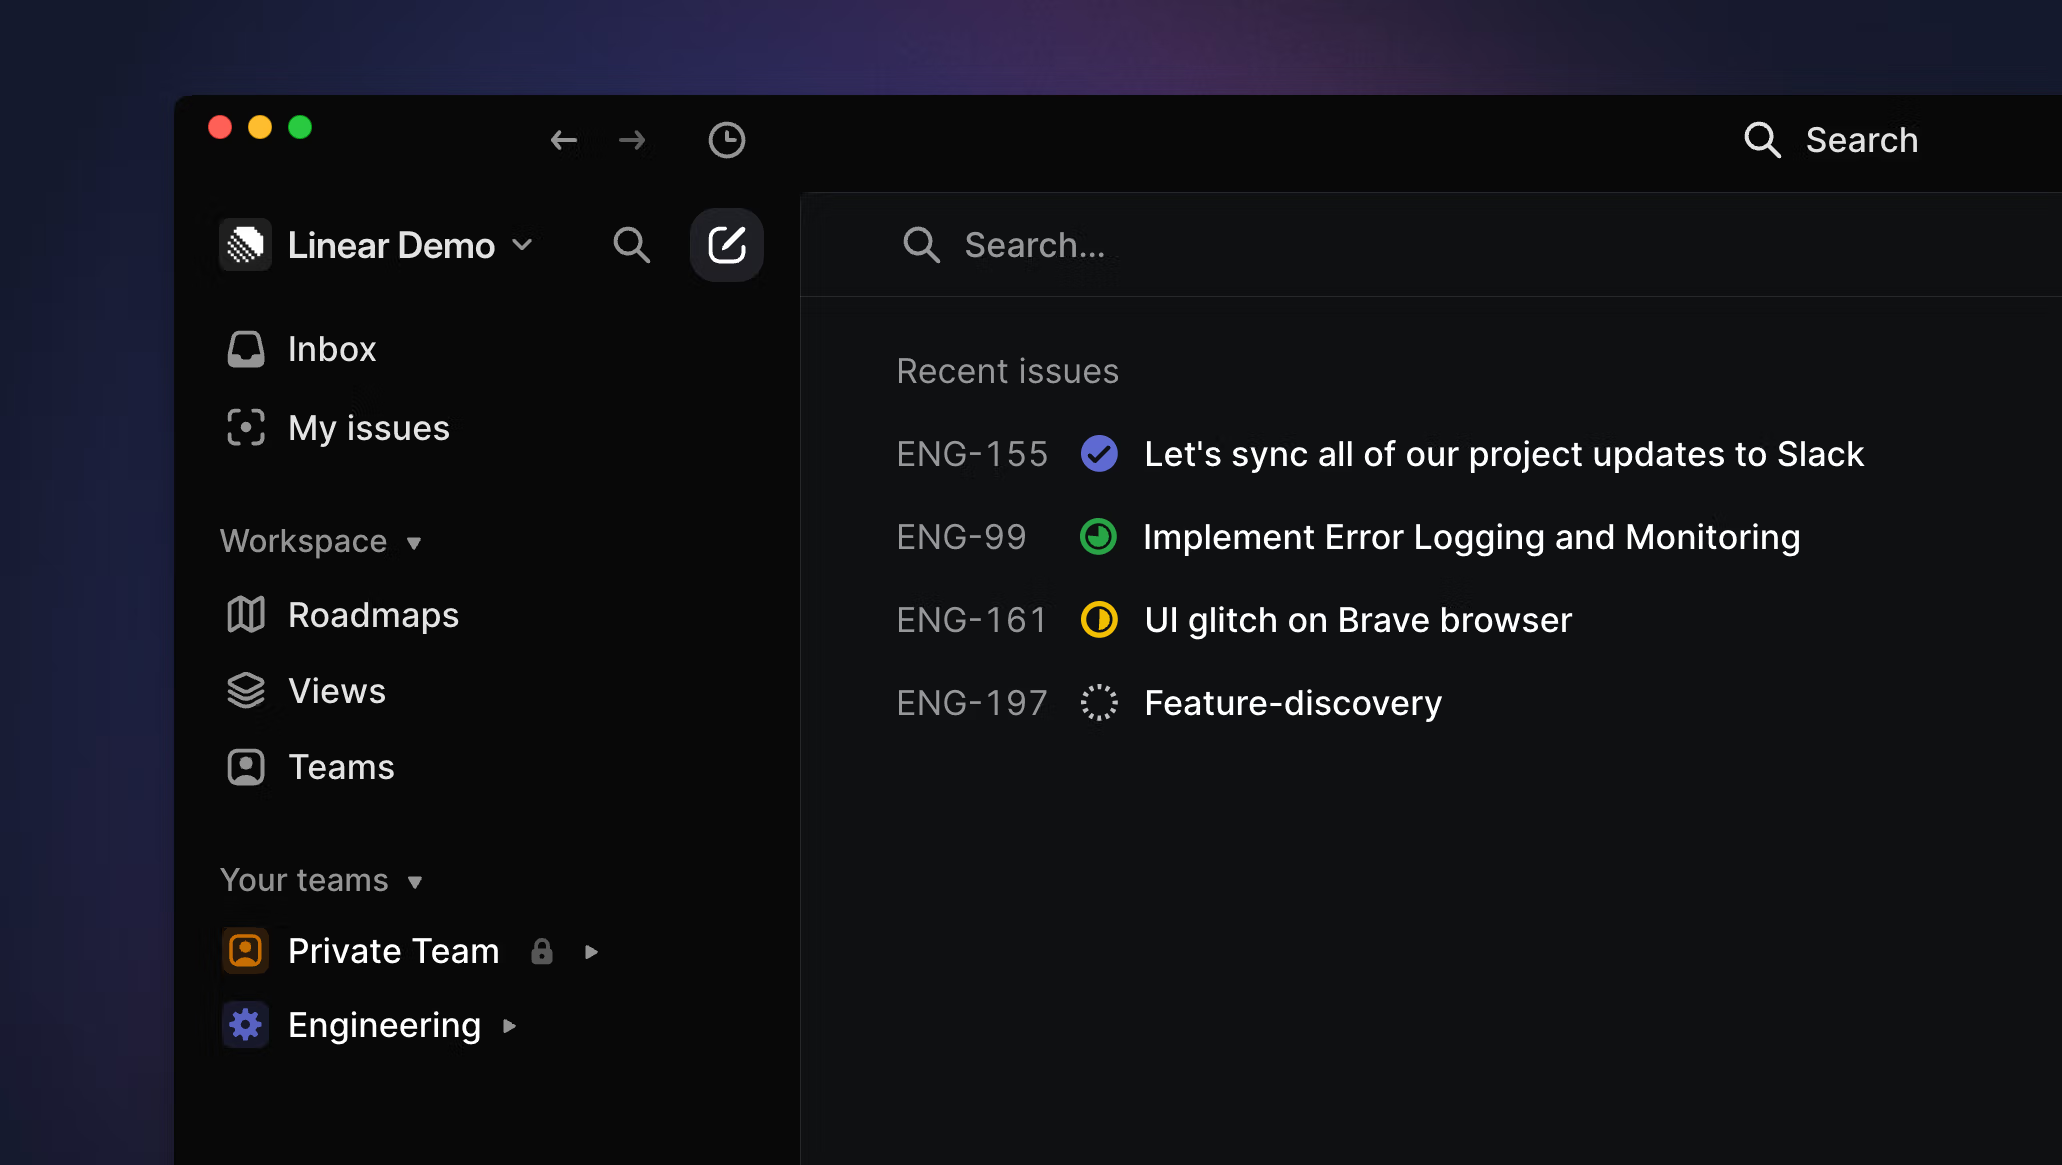 Search
Linear Demo
Inbox
My issues
Workspace
Roadmaps
Views
Teams
Your teams
Private Team
Engineering
Search...
Recent issues
ENG-155 Let's sync all of our project updates to Slack
ENG-99 Implement Error Logging and Monitoring
ENG-161 UI glitch on Brave browser
ENG-197 Feature-discovery